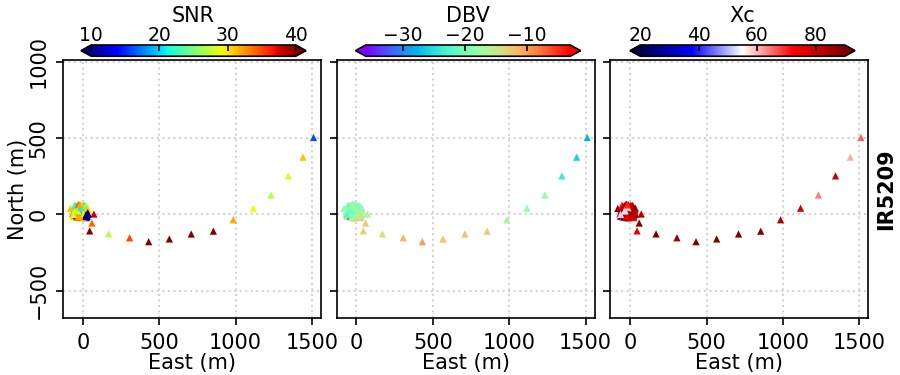 SNR DBV Xc
10 20 30 40 −30 −20 −10 20 40 60 80
1000
500
0
−500
North (m)
IR5209
0 500 1000 1500 0 500 1000 1500 0 500 1000 1500
East (m) East (m) East (m)